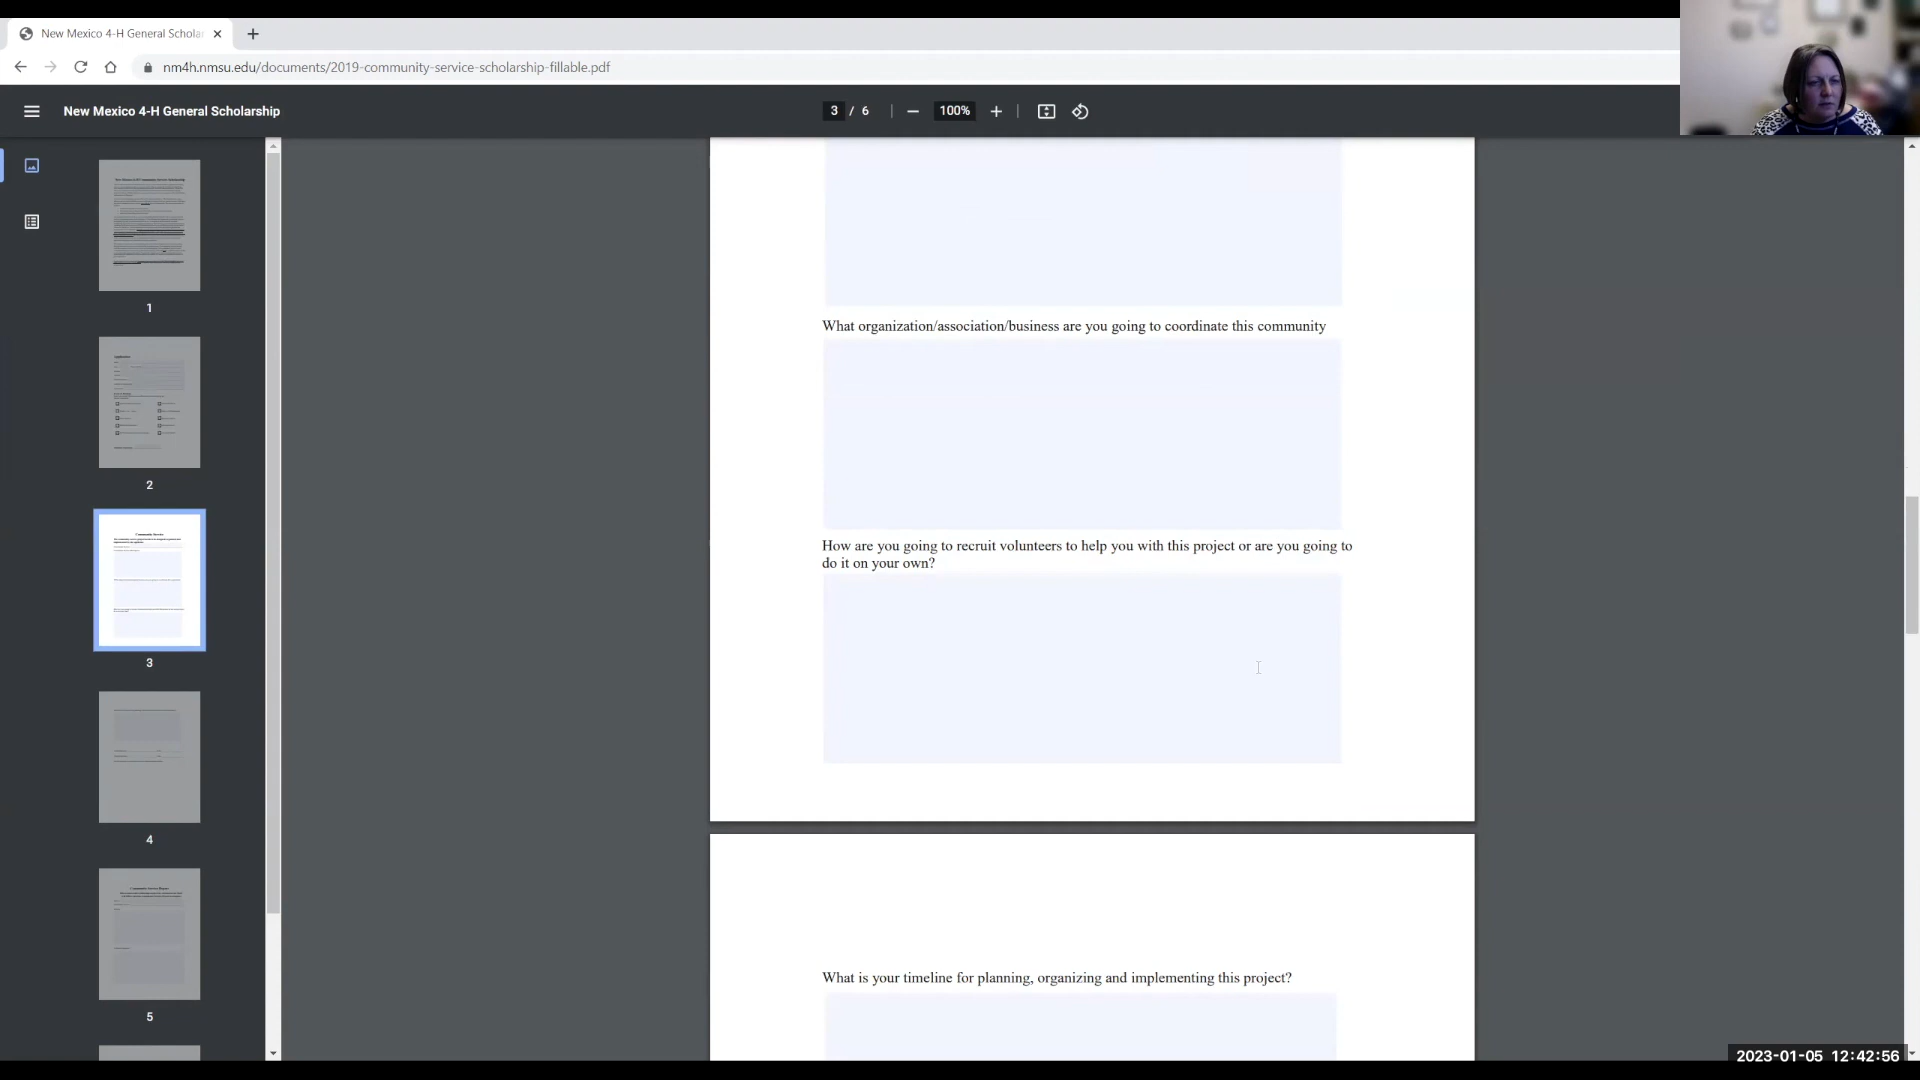 New Mexico 4-H General Scholar
nm4h.nmsu.edu/documents/2019-community-service-scholarship-fillable.pdf
New Mexico 4-H General Scholarship
3 / 6
100%
1
2
3
4
5
What organization/association/business are you going to coordinate this community
How are you going to recruit volunteers to help you with this project or are you going to
do it on your own?
What is your timeline for planning, organizing and implementing this project?
2023-01-05 12:42:56